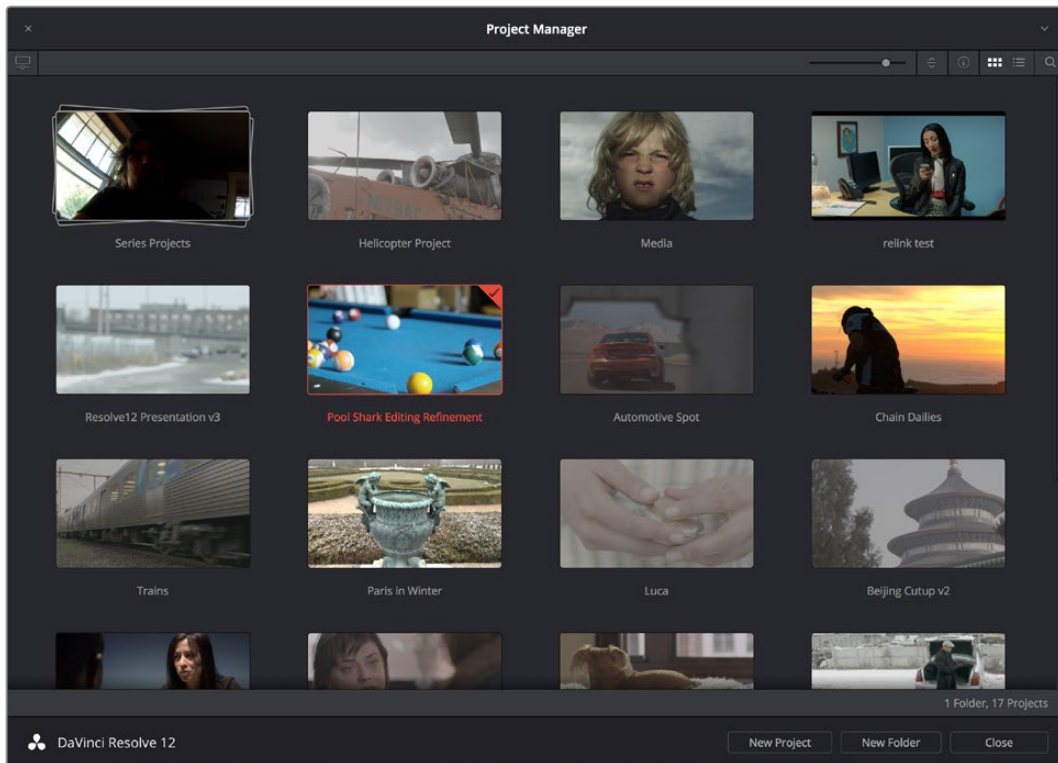 Project Manager
Series Projects
Helicopter Project
Media
relink test
Resolve12 Presentation v3
Pool Shark Editing Refinement
Automotive Spot
Chain Dailies
Trains
Paris in Winter
Luca
Beijing Cutup v2
1 Folder, 17 Projects
DaVinci Resolve 12
New Project
New Folder
Close